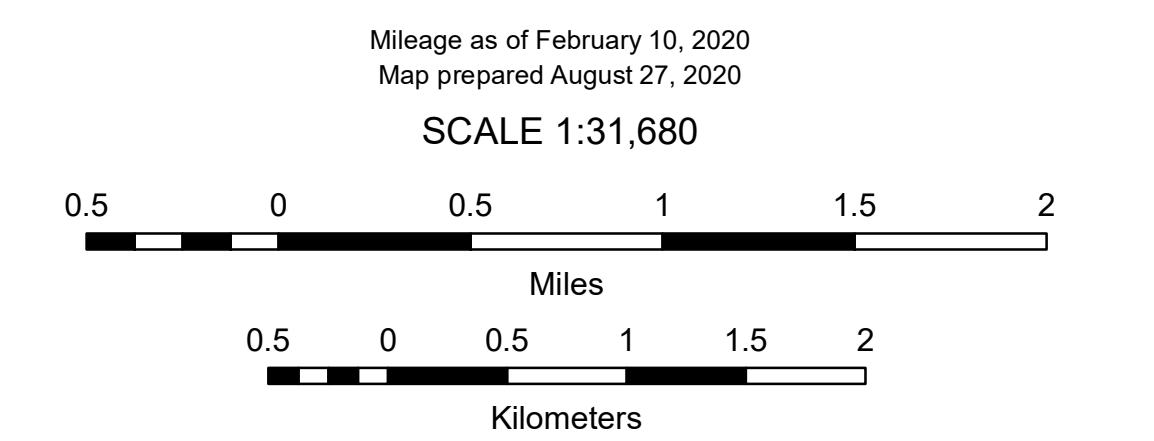 Mileage as of February 10, 2020
Map prepared August 27, 2020
SCALE 1:31,680
0.5 0 0.5 1 1.5 2
Miles
0.5 0 0.5 1 1.5 2
Kilometers